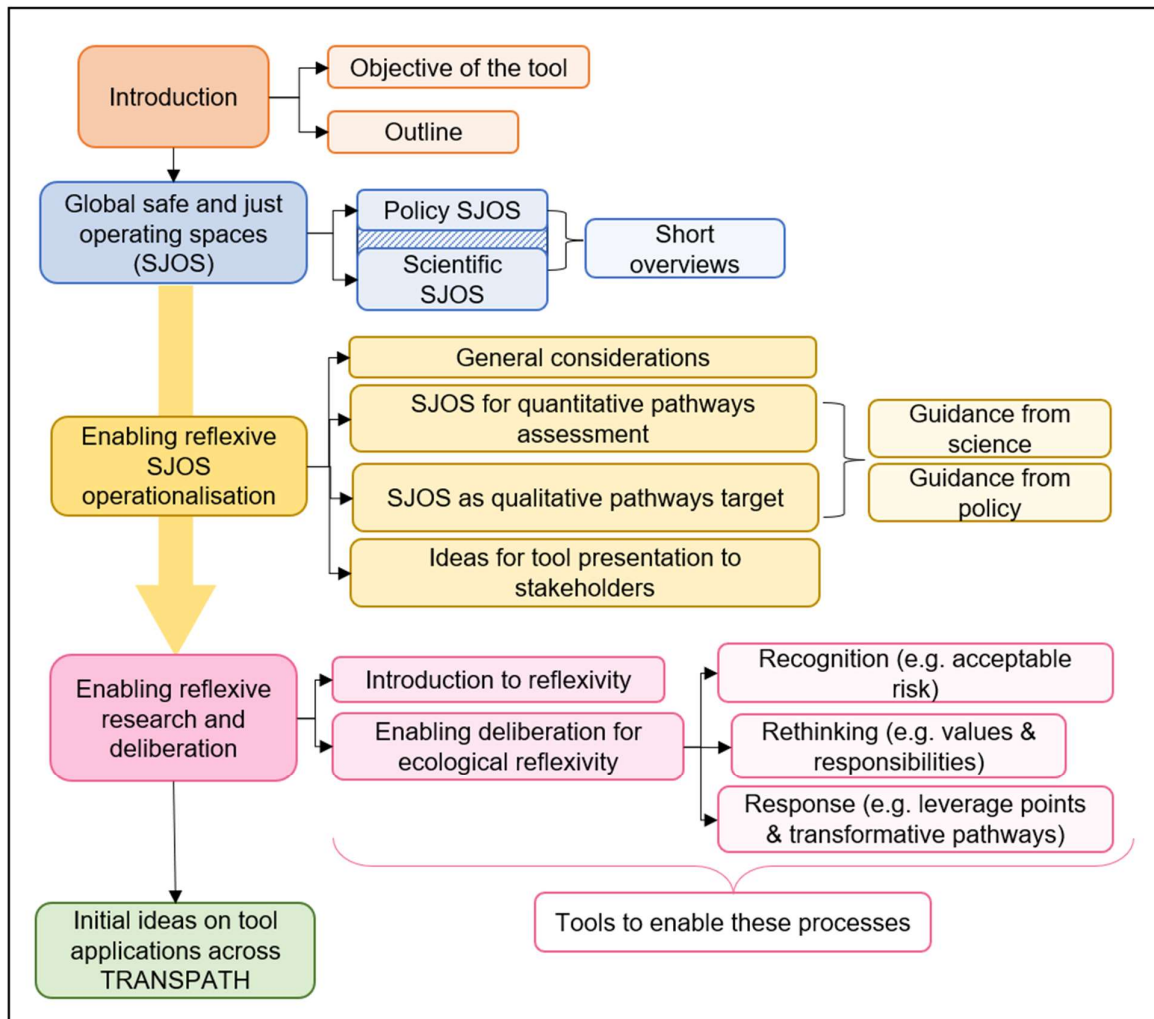 Introduction
Objective of the tool
Outline
Global safe and just
operating spaces
(SJOS)
Policy SJOS
Scientific
SJOS
Short
overviews
Enabling reflexive
SJOS
operationalisation
General considerations
SJOS for quantitative pathways
assessment
SJOS as qualitative pathways target
Ideas for tool presentation to
stakeholders
Guidance from
science
Guidance from
policy
Enabling reflexive
research and
deliberation
Introduction to reflexivity
Enabling deliberation for
ecological reflexivity
Recognition (e.g. acceptable
risk)
Rethinking (e.g. values &
responsibilities)
Response (e.g. leverage points
& transformative pathways)
Tools to enable these processes
Initial ideas on tool
applications across
TRANSPATH